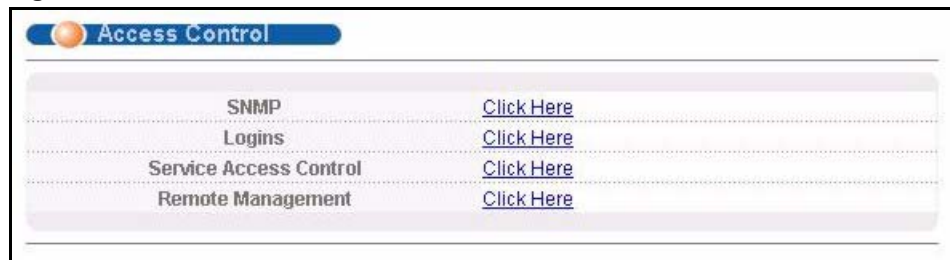 Access Control
SNMP Click Here
Logins Click Here
Service Access Control Click Here
Remote Management Click Here